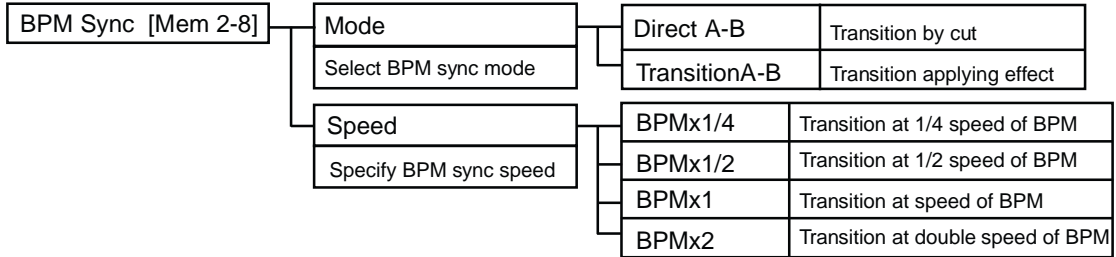 BPM Sync [Mem 2-8]
Mode
Select BPM sync mode
Direct A-B
Transition by cut
TransitionA-B
Transition applying effect
Speed
Specify BPM sync speed
BPMx1/4
Transition at 1/4 speed of BPM
BPMx1/2
Transition at 1/2 speed of BPM
BPMx1
Transition at speed of BPM
BPMx2
Transition at double speed of BPM